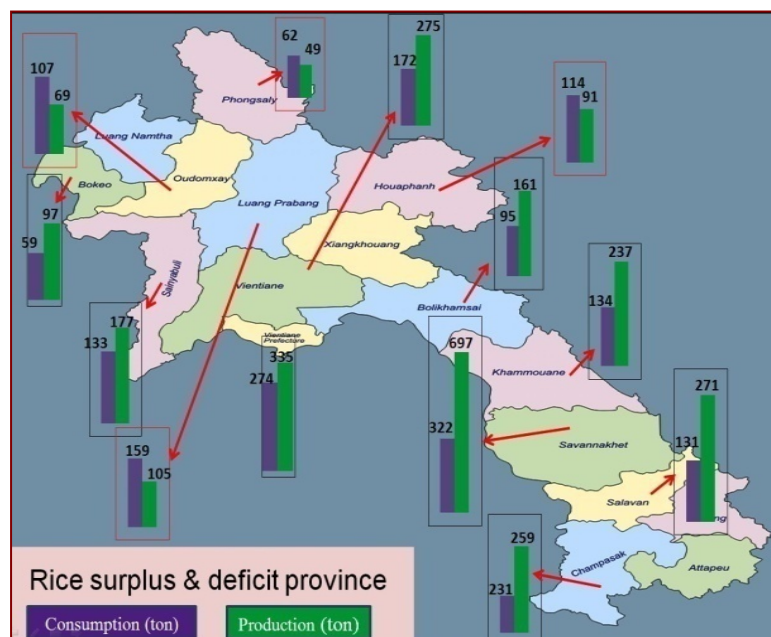 62
49
Phongsaly
107
69
Luang Namtha
Oudomxay
Bokeo
59
97
172
275
114
91
Houaphanh
Luang Prabang
95
161
Xiangkhouang
Sainyabuli
Vientiane
133
177
Bolikhamsai
134
237
Vientiane
Prefecture
274
335
697
322
Khammouane
271
131
Savannakhet
159
105
Salavan
ng
Champasak
Attapeu
231
259
Rice surplus & deficit province
Consumption (ton)
Production (ton)